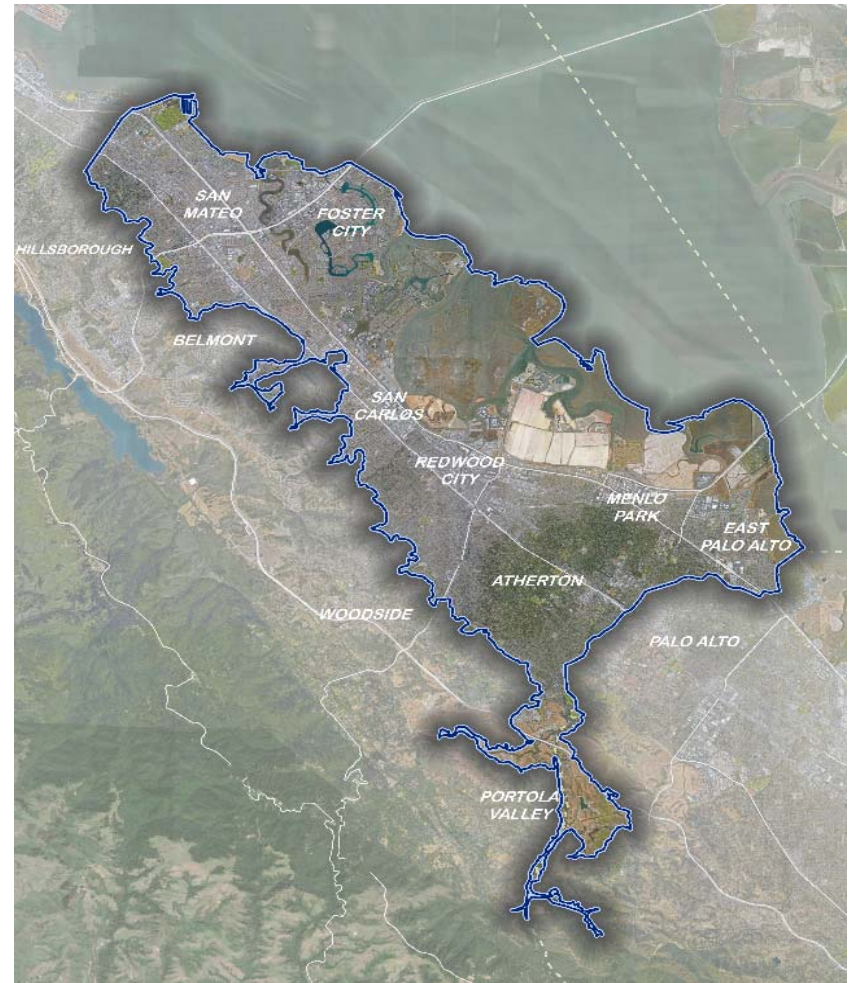 SAN
MATEO
FOSTER
CITY
HILLSBOROUGH
BELMONT
SAN
CARLOS
REDWOOD
CITY
MENLO
PARK
EAST
PALO ALTO
ATHERTON
WOODSIDE
PALO ALTO
PORTOLA
VALLEY